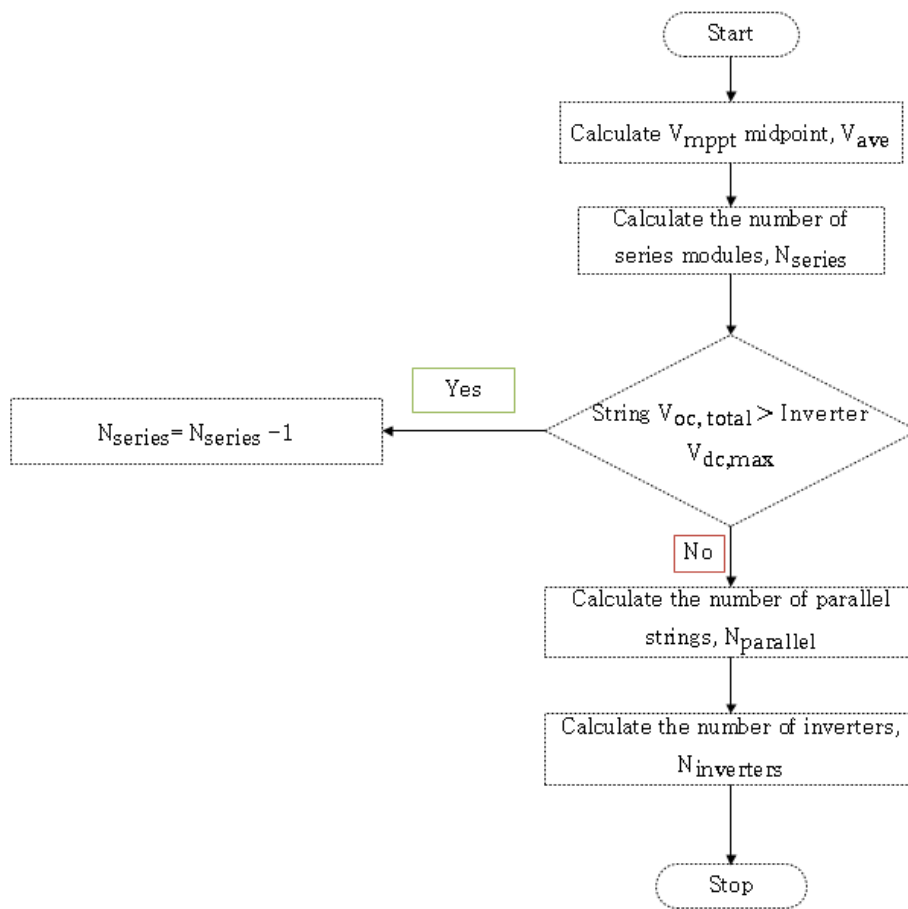 Start
Calculate Vmppt midpoint, Vave
Calculate the number of
series modules, Nseries
Yes
String Voc, total > Inverter
Vdc,max
Nseries= Nseries −1
No
Calculate the number of parallel
strings, Nparallel
Calculate the number of inverters,
Ninverters
Stop